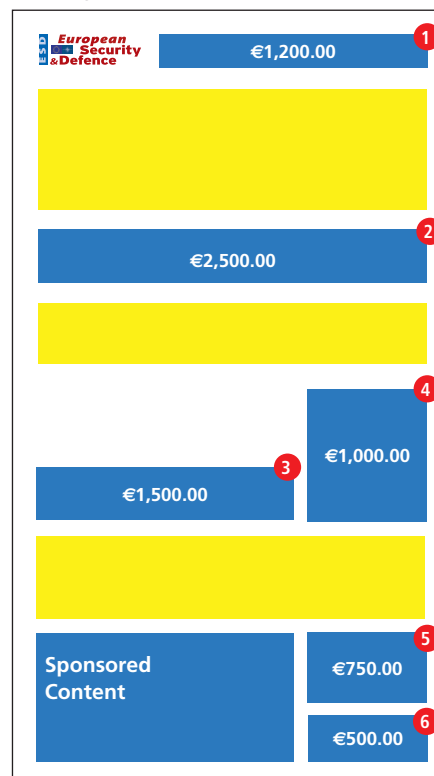 ESD
European
Security
&Defence
€1,200.00
1
2
€2,500.00
4
€1,000.00
3
€1,500.00
5
Sponsored
Content
€750.00
6
€500.00